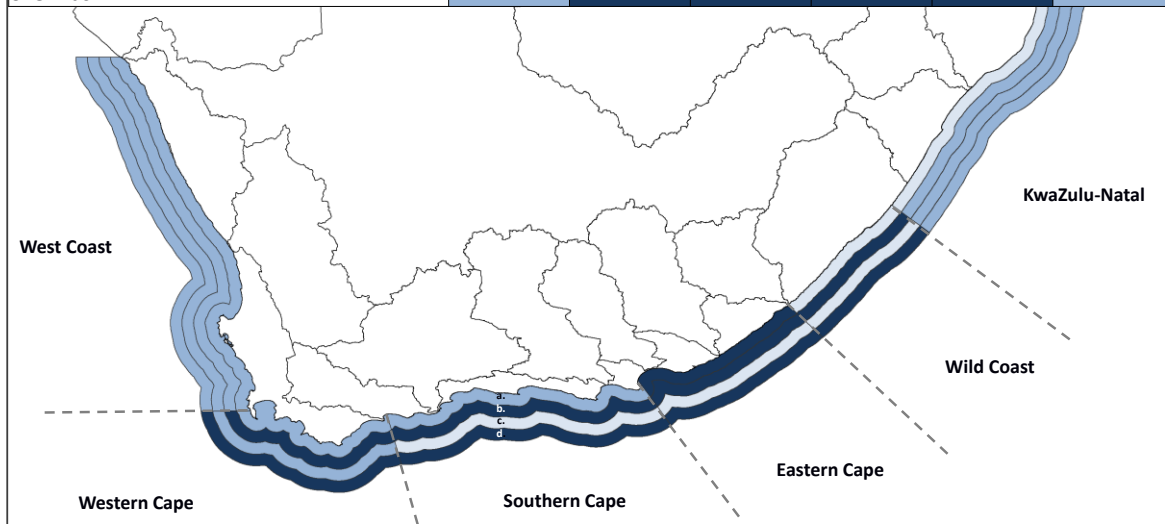 KwaZulu-Natal
West Coast
Wild Coast
a.
b.
c.
d.
Eastern Cape
Southern Cape
Western Cape